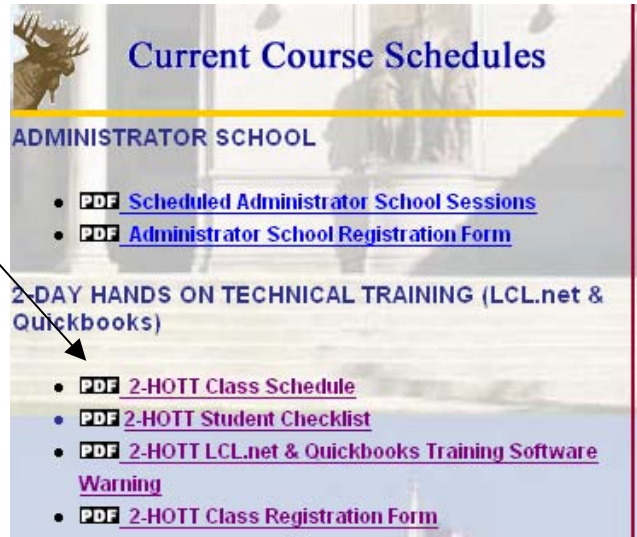 Current Course Schedules
ADMINISTRATOR SCHOOL
• PDF Scheduled Administrator School Sessions
• PDF Administrator School Registration Form
2-DAY HANDS ON TECHNICAL TRAINING (LCL.net &
Quickbooks)
• PDF 2-HOTT Class Schedule
• PDF 2-HOTT Student Checklist
• PDF 2-HOTT LCL.net & Quickbooks Training Software
Warning
• PDF 2-HOTT Class Registration Form